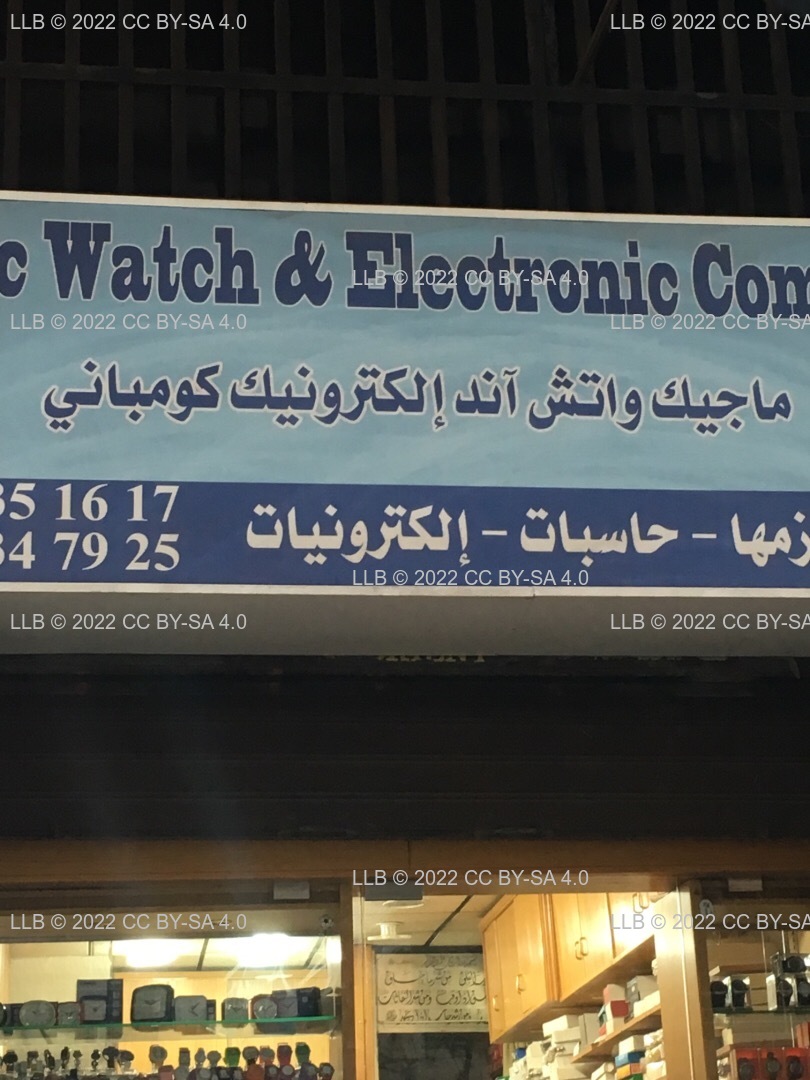 c Watch & Electronic Com
ماجيك واتش آند إلكترونيك كومباني
زمها - حاسبات - إلكترونيات
35 16 17
34 79 25
LLB © 2022 CC BY-SA 4.0